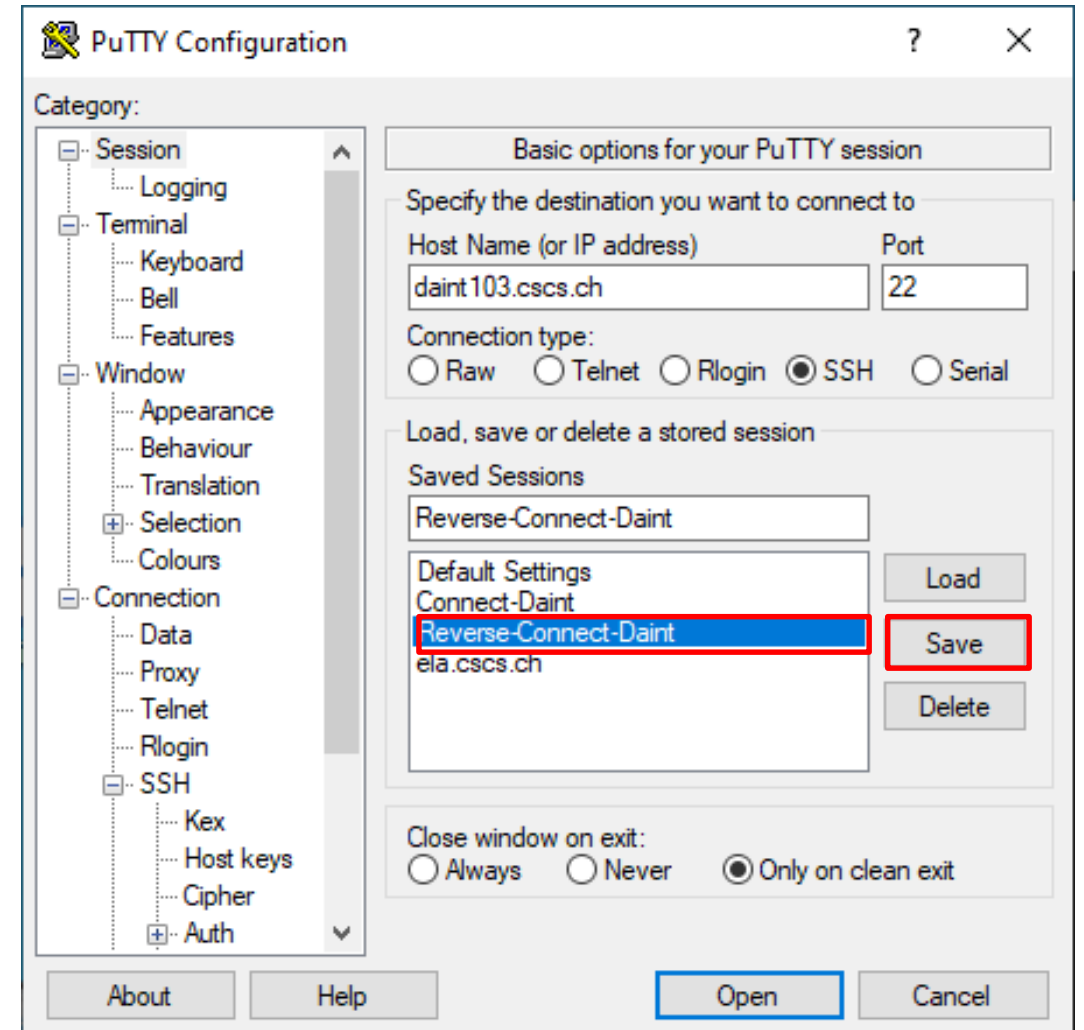 PuTTY Configuration ? ×
Category:
Session
Logging
Terminal
Keyboard
Bell
Features
Window
Appearance
Behaviour
Translation
Selection
Colours
Connection
Data
Proxy
Telnet
Rlogin
SSH
Kex
Host keys
Cipher
Auth
Basic options for your PuTTY session
Specify the destination you want to connect to
Host Name (or IP address) Port
daint103.cscs.ch 22
Connection type:
Raw Telnet Rlogin SSH Serial
Load, save or delete a stored session
Saved Sessions
Reverse-Connect-Daint
Default Settings
Connect-Daint
Reverse-Connect-Daint
ela.cscs.ch
Load
Save
Delete
Close window on exit:
Always Never Only on clean exit
About Help Open Cancel